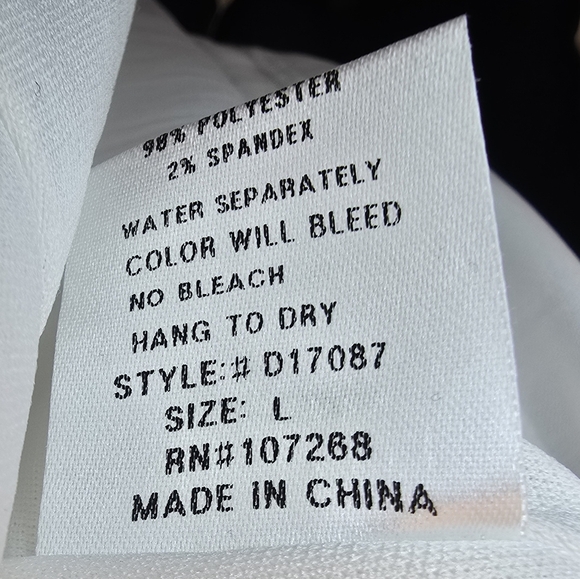 98% POLYESTER
2% SPANDEX
WATER SEPARATELY
COLOR WILL BLEED
NO BLEACH
HANG TO DRY
STYLE:# D17087
SIZE: L
RN#107268
MADE IN CHINA